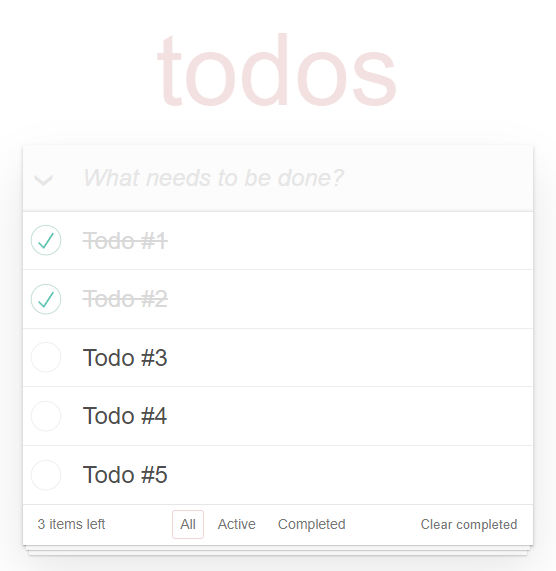 todos
What needs to be done?
Todo #1
Todo #2
Todo #3
Todo #4
Todo #5
3 items left All Active Completed Clear completed